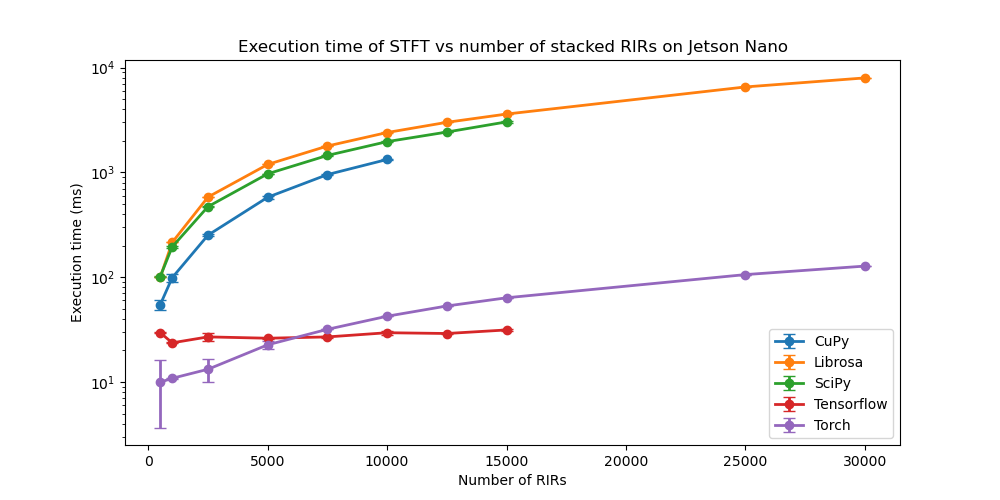 Execution time of STFT vs number of stacked RIRs on Jetson Nano
Execution time (ms)
10^4
10^3
10^2
10^1
0 5000 10000 15000 20000 25000 30000
Number of RIRs
CuPy
Librosa
SciPy
Tensorflow
Torch